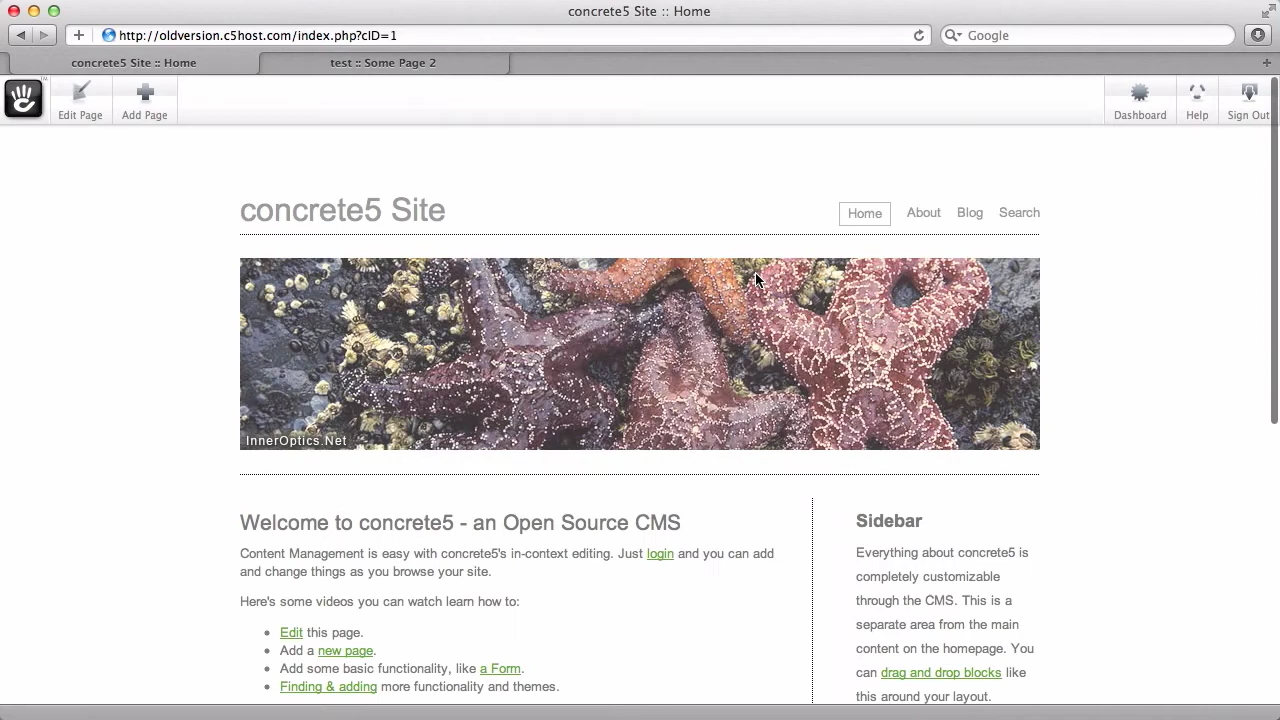 concrete5 Site :: Home
http://oldversion.c5host.com/index.php?cID=1
Google
concrete5 Site :: Home
test :: Some Page 2
Edit Page
Add Page
Dashboard
Help
Sign Out
concrete5 Site
Home
About
Blog
Search
InnerOptics.Net
Welcome to concrete5 - an Open Source CMS
Content Management is easy with concrete5's in-context editing. Just login and you can add
and change things as you browse your site.
Here's some videos you can watch learn how to:
Edit this page.
Add a new page.
Add some basic functionality, like a Form.
Finding & adding more functionality and themes.
Sidebar
Everything about concrete5 is
completely customizable
through the CMS. This is a
separate area from the main
content on the homepage. You
can drag and drop blocks like
this around your layout.